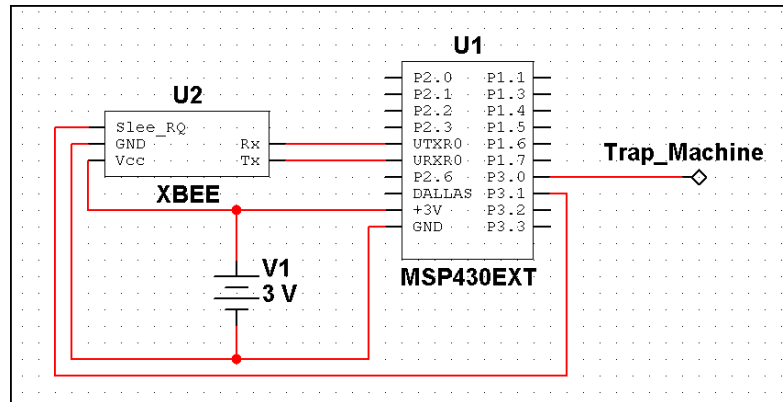 U1
U2
Slee_RQ
GND
Vcc
Rx
Tx
XBEE
P2.0 P1.1
P2.1 P1.3
P2.2 P1.4
P2.3 P1.5
UTXR0 P1.6
URXR0 P1.7
P2.6 P3.0
DALLAS P3.1
+3V P3.2
GND P3.3
MSP430EXT
Trap_Machine
V1
3 V